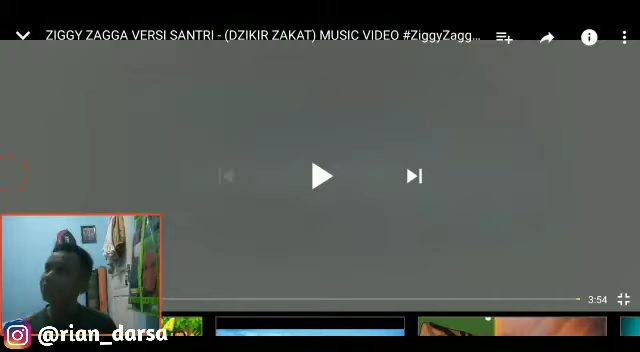 ZIGGY ZAGGA VERSI SANTRI - (DZIKIR ZAKAT) MUSIC VIDEO #ZiggyZagg...
3:54
@rian_darsa